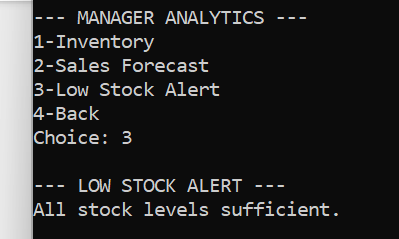 --- MANAGER ANALYTICS ---
1-Inventory
2-Sales Forecast
3-Low Stock Alert
4-Back
Choice: 3

--- LOW STOCK ALERT ---
All stock levels sufficient.